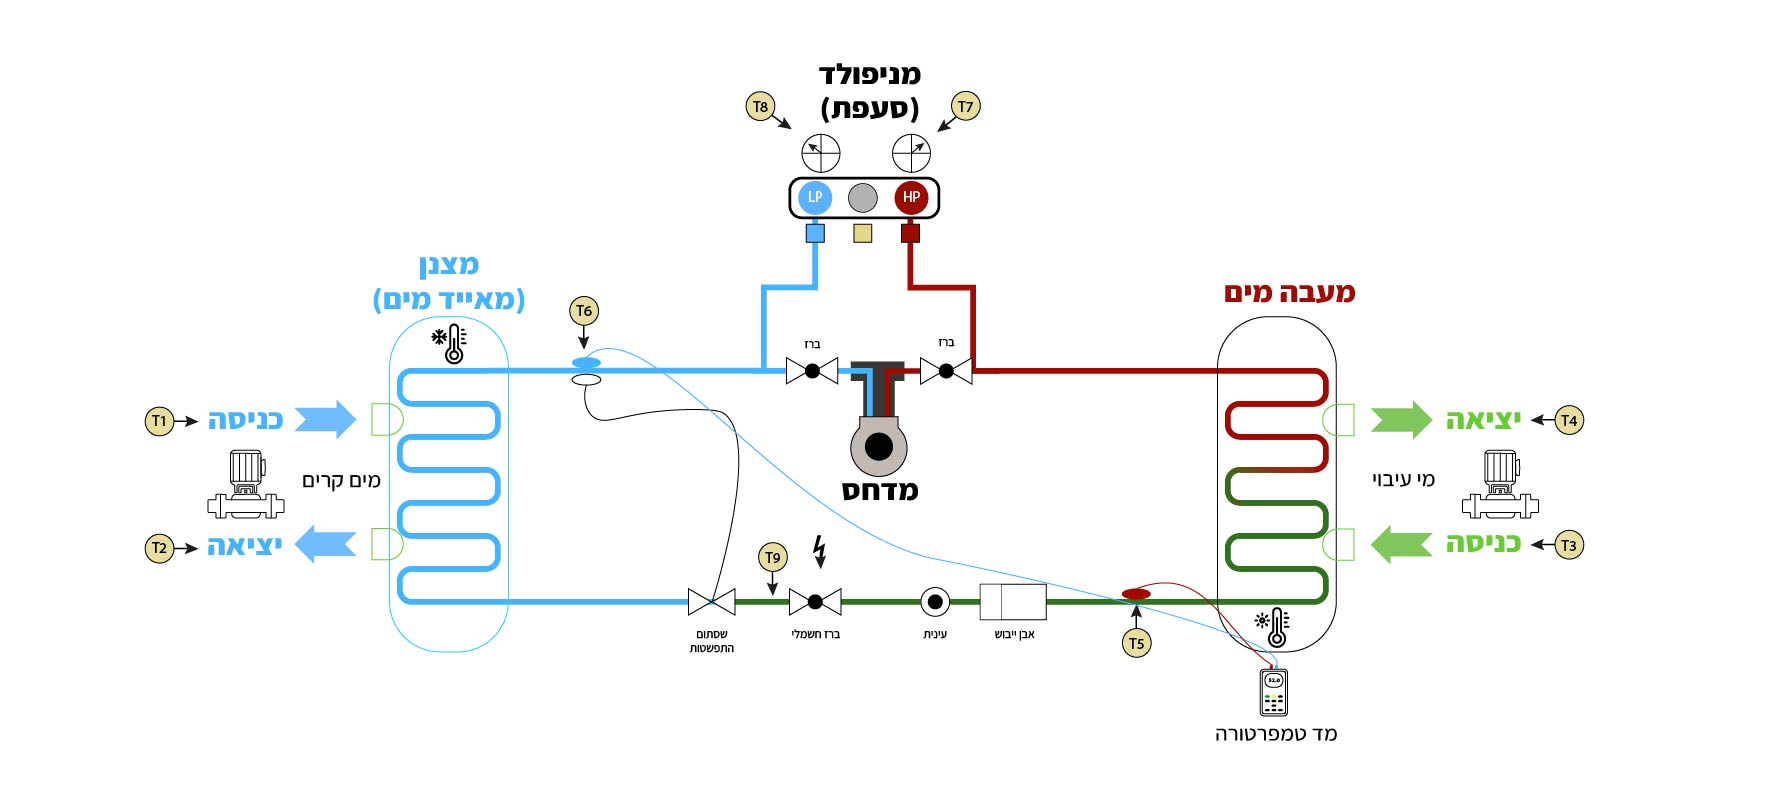 מניפולד
(סעפת)
T8
T7
LP
HP
מצנן
(מאייד מים)
מעבה מים
T6
ברז
ברז
T1
כניסה
יציאה
T4
מים קרים
מי עיבוי
מדחס
T2
יציאה
כניסה
T3
T9
שסתום
התפשטות
ברז חשמלי
עינית
אבן ייבוש
T5
52.0
מד טמפרטורה